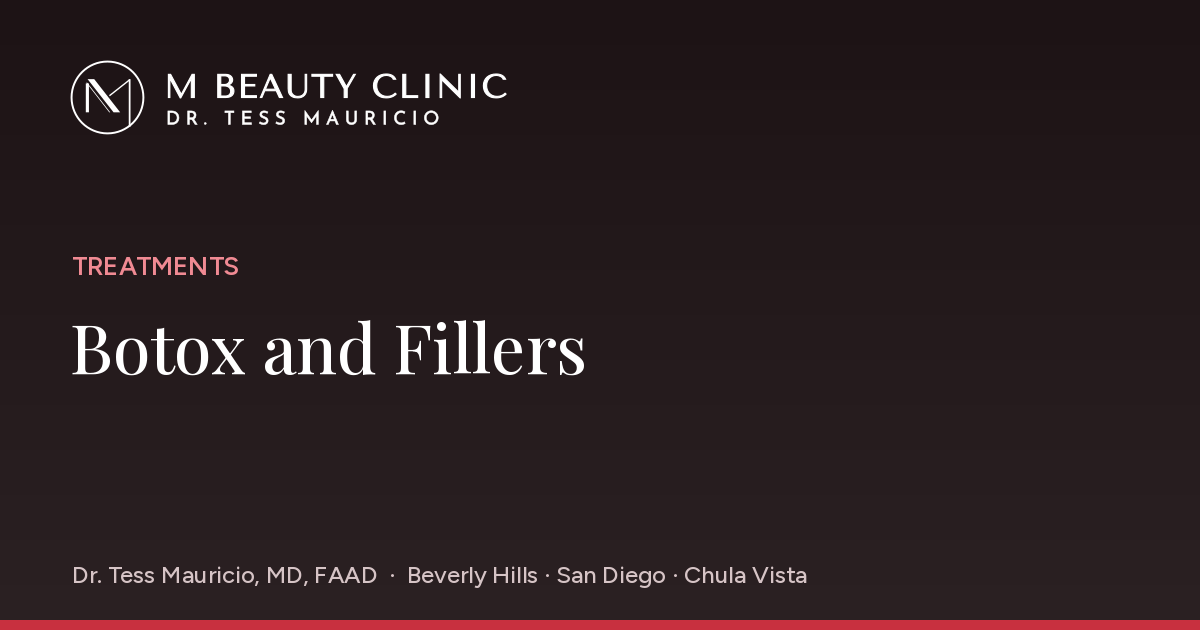 M BEAUTY CLINIC
DR. TESS MAURICIO
TREATMENTS
Botox and Fillers
Dr. Tess Mauricio, MD, FAAD · Beverly Hills · San Diego · Chula Vista